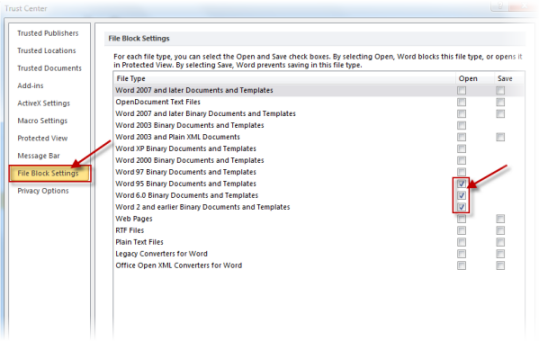 Trust Center
Trusted Publishers
Trusted Locations
Trusted Documents
Add-ins
ActiveX Settings
Macro Settings
Protected View
Message Bar
File Block Settings
Privacy Options
File Block Settings
For each file type, you can select the Open and Save check boxes. By selecting Open, Word blocks this file type, or opens it
in Protected View. By selecting Save, Word prevents saving in this file type.
File Type Open Save
Word 2007 and later Documents and Templates
OpenDocument Text Files
Word 2007 and later Binary Documents and Templates
Word 2003 Binary Documents and Templates
Word 2003 and Plain XML Documents
Word XP Binary Documents and Templates
Word 2000 Binary Documents and Templates
Word 97 Binary Documents and Templates
Word 95 Binary Documents and Templates
Word 6.0 Binary Documents and Templates
Word 2 and earlier Binary Documents and Templates
Web Pages
RTF Files
Plain Text Files
Legacy Converters for Word
Office Open XML Converters for Word